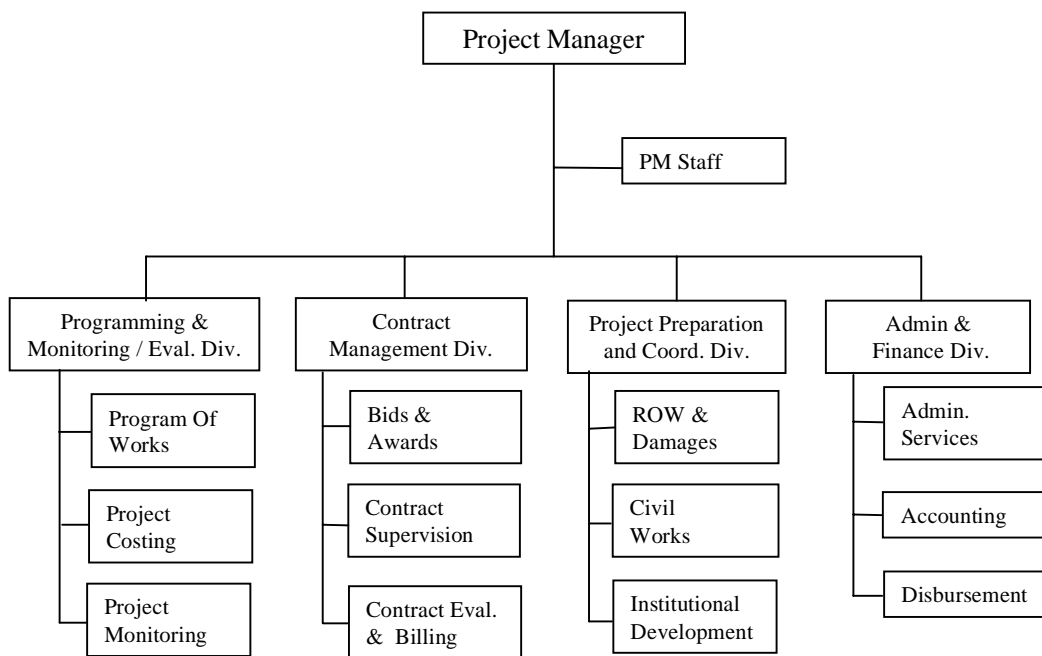 Project Manager
PM Staff
Programming &
Monitoring / Eval. Div.
Contract
Management Div.
Project Preparation
and Coord. Div.
Admin &
Finance Div.
Program Of
Works
Project
Costing
Project
Monitoring
Bids &
Awards
Contract
Supervision
Contract Eval.
& Billing
ROW &
Damages
Civil
Works
Institutional
Development
Admin.
Services
Accounting
Disbursement